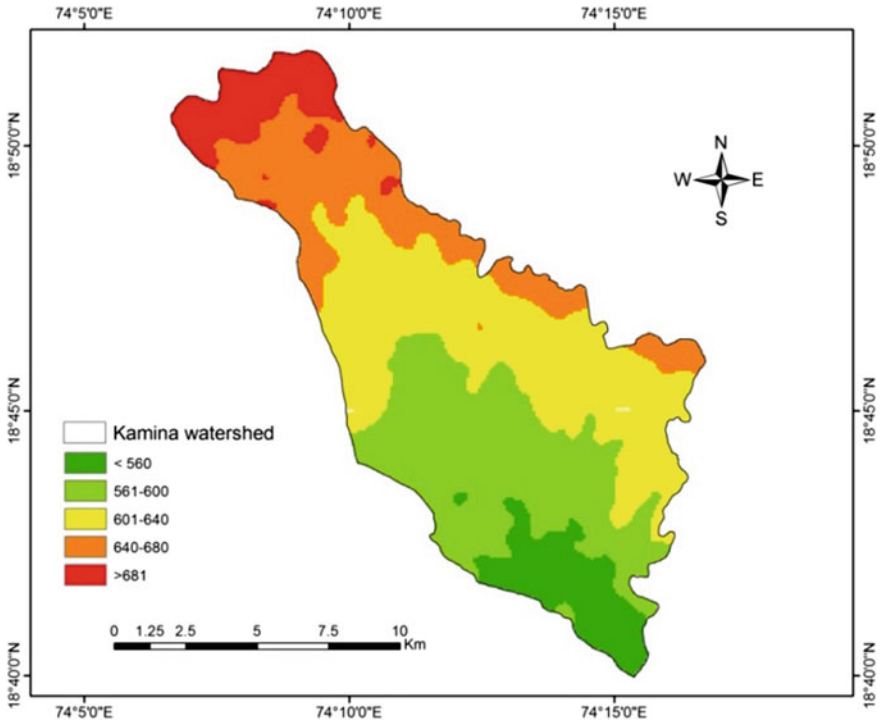 74°5'0"E 74°10'0"E 74°15'0"E
18°50'0"N 18°50'0"N
N
W E
S
18°45'0"N 18°45'0"N
Kamina watershed
< 560
561-600
601-640
640-680
>681
0 1.25 2.5 5 7.5 10
Km
18°40'0"N 18°40'0"N
74°5'0"E 74°10'0"E 74°15'0"E